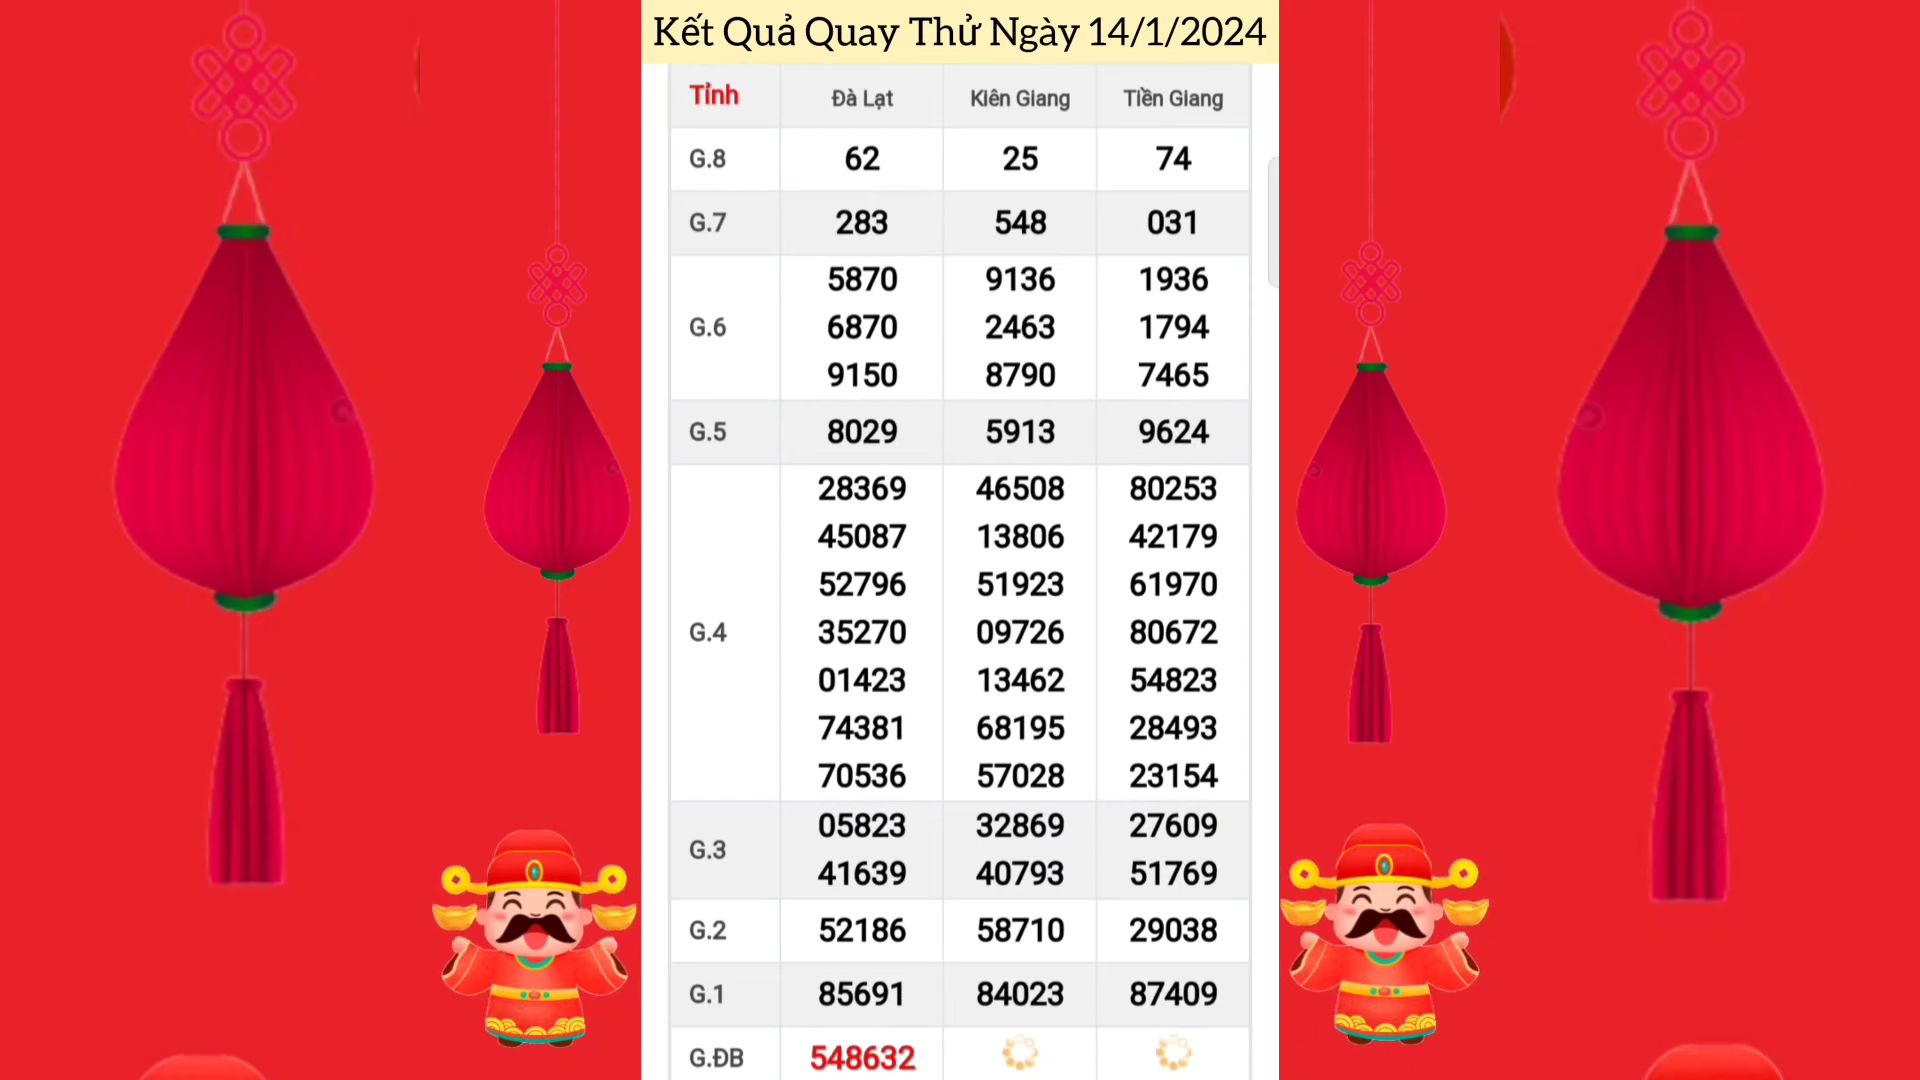 Kết Quả Quay Thử Ngày 14/1/2024
Tỉnh Đà Lạt Kiên Giang Tiền Giang
G.8 62 25 74
G.7 283 548 031
5870 9136 1936
G.6 6870 2463 1794
9150 8790 7465
G.5 8029 5913 9624
28369 46508 80253
45087 13806 42179
52796 51923 61970
G.4 35270 09726 80672
01423 13462 54823
74381 68195 28493
70536 57028 23154
G.3 05823 32869 27609
41639 40793 51769
G.2 52186 58710 29038
G.1 85691 84023 87409
G.ĐB 548632